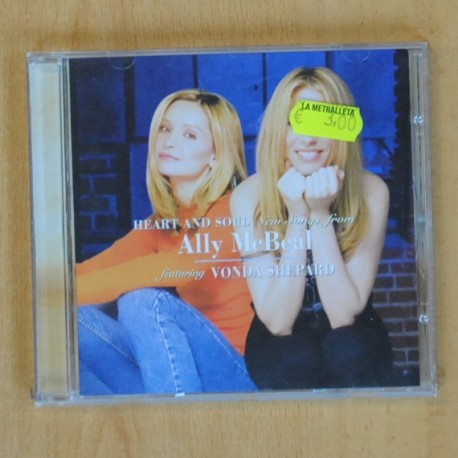 LA METRALLETA
€ 3,00
HEART AND SOUL New songs from
Ally McBeal
featuring VONDA SHEPARD